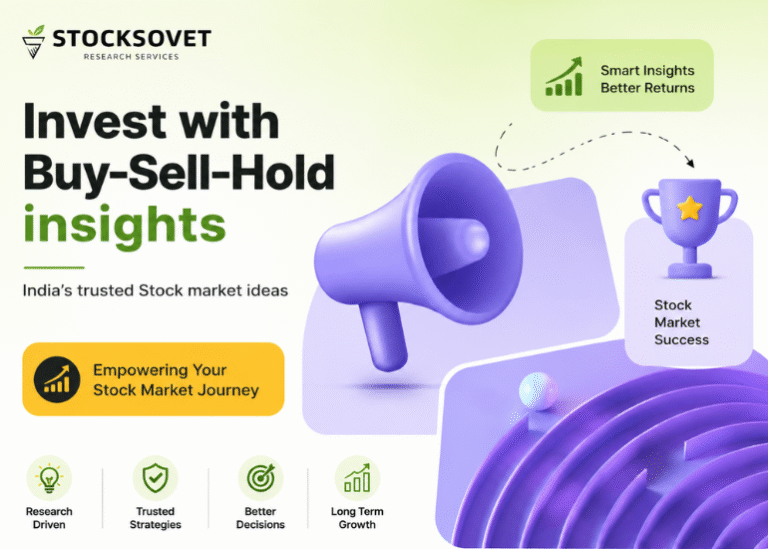 STOCKSOVET
RESEARCH SERVICES
Invest with
Buy-Sell-Hold
insights
India's trusted Stock market ideas
Empowering Your
Stock Market Journey
Research
Driven
Trusted
Strategies
Better
Decisions
Long Term
Growth
Smart Insights
Better Returns
Stock
Market
Success